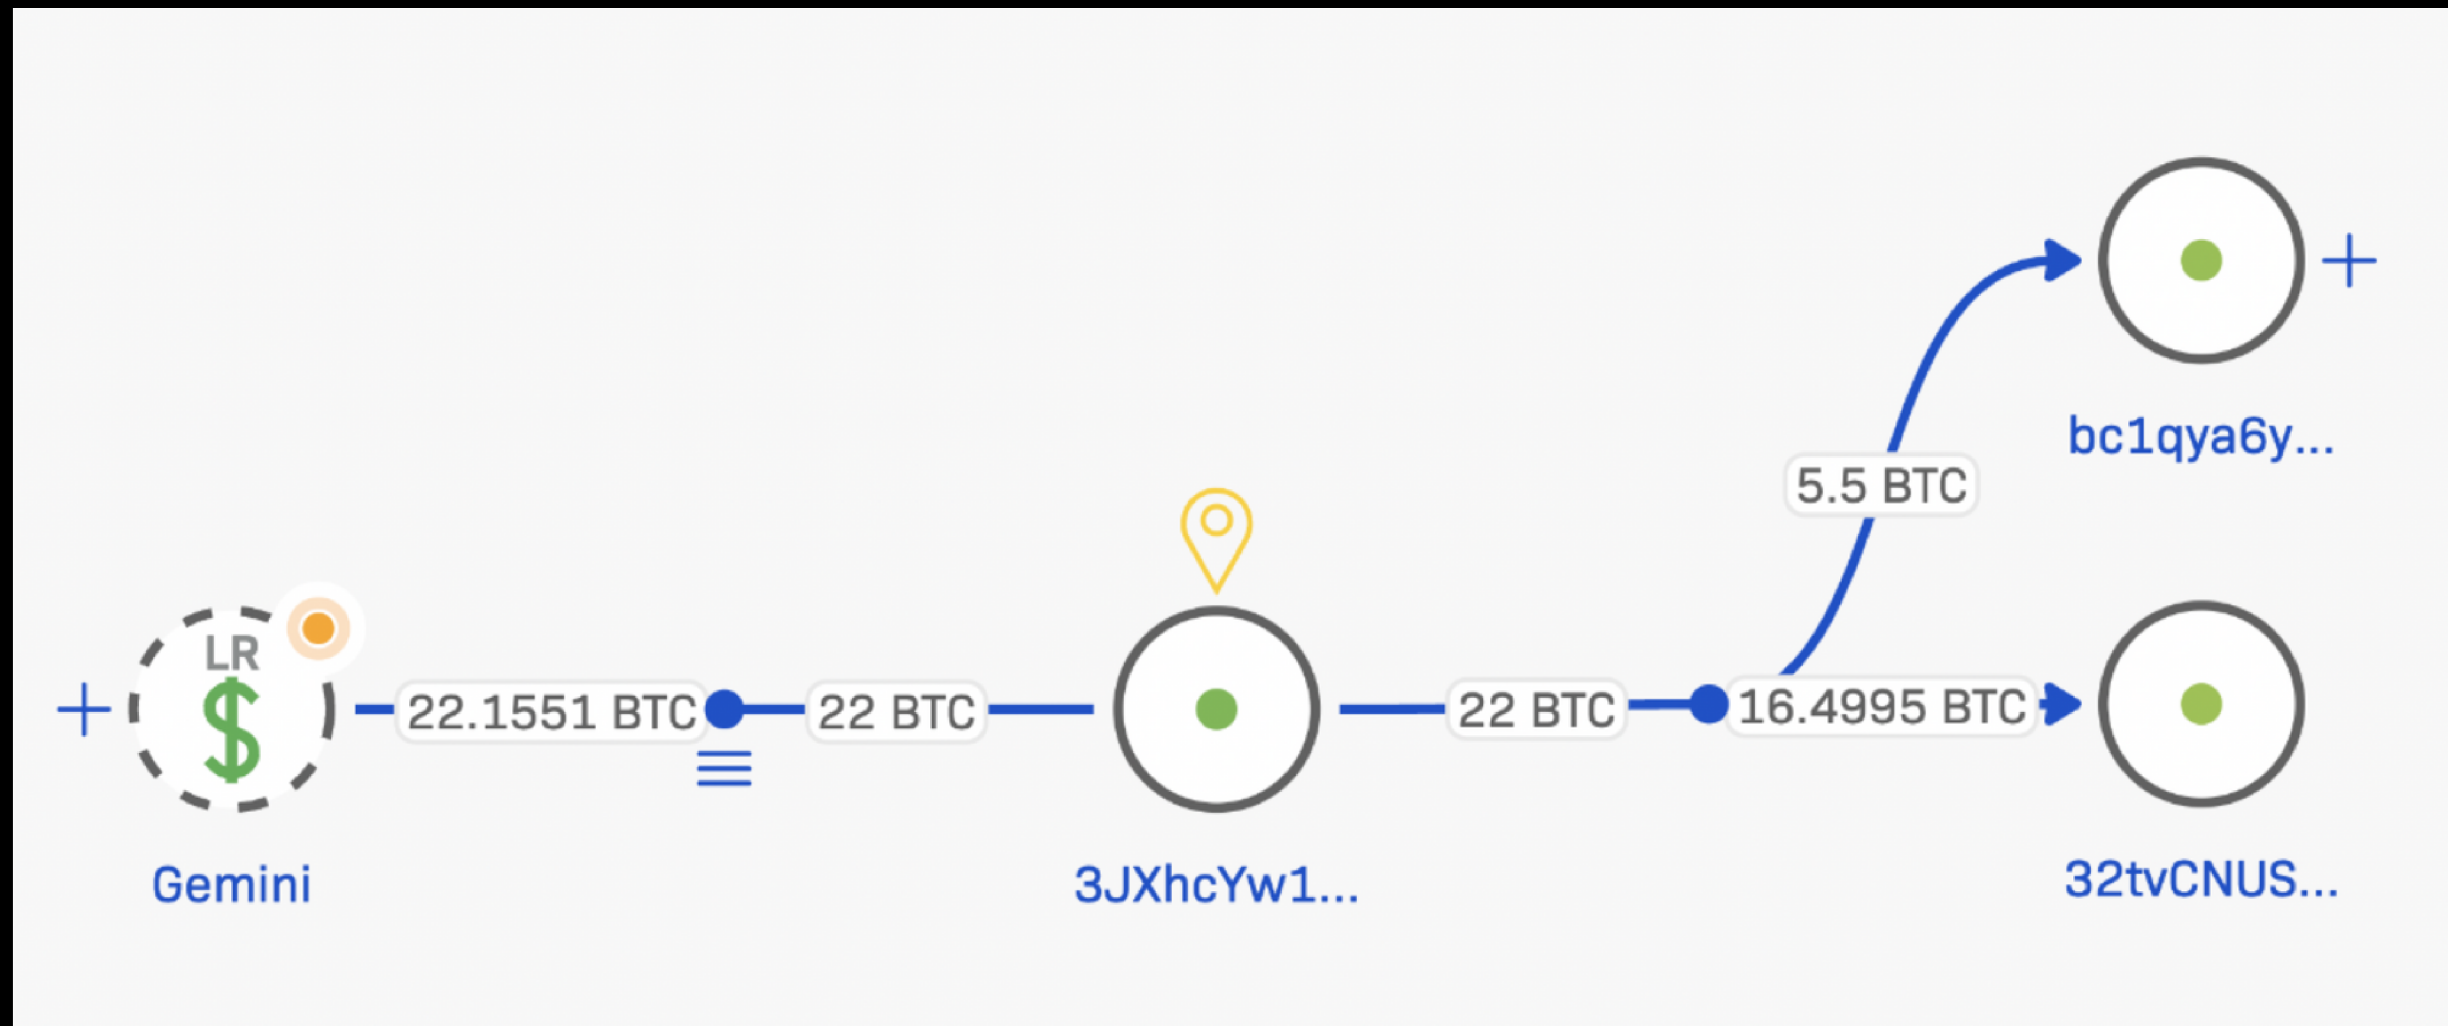 bc1qya6y...
5.5 BTC
LR
$
22.1551 BTC
22 BTC
22 BTC
16.4995 BTC
Gemini
3JXhcYw1...
32tvCNUS...